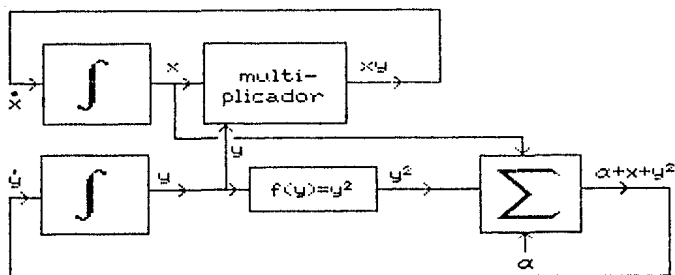 x
xy
multi-
plicador
ẋ
y
ẏ
y
f(y)=y²
y²
∫
∫
Σ
α+x+y²
α